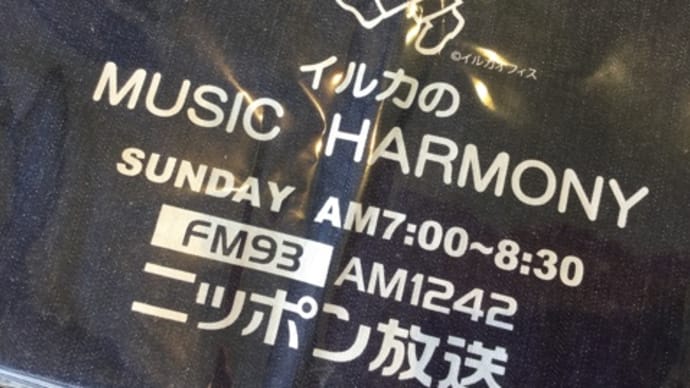 ©イルカオフィス
イルカの
MUSIC HARMONY
SUNDAY AM7:00~8:30
FM93 AM1242
ニッポン放送